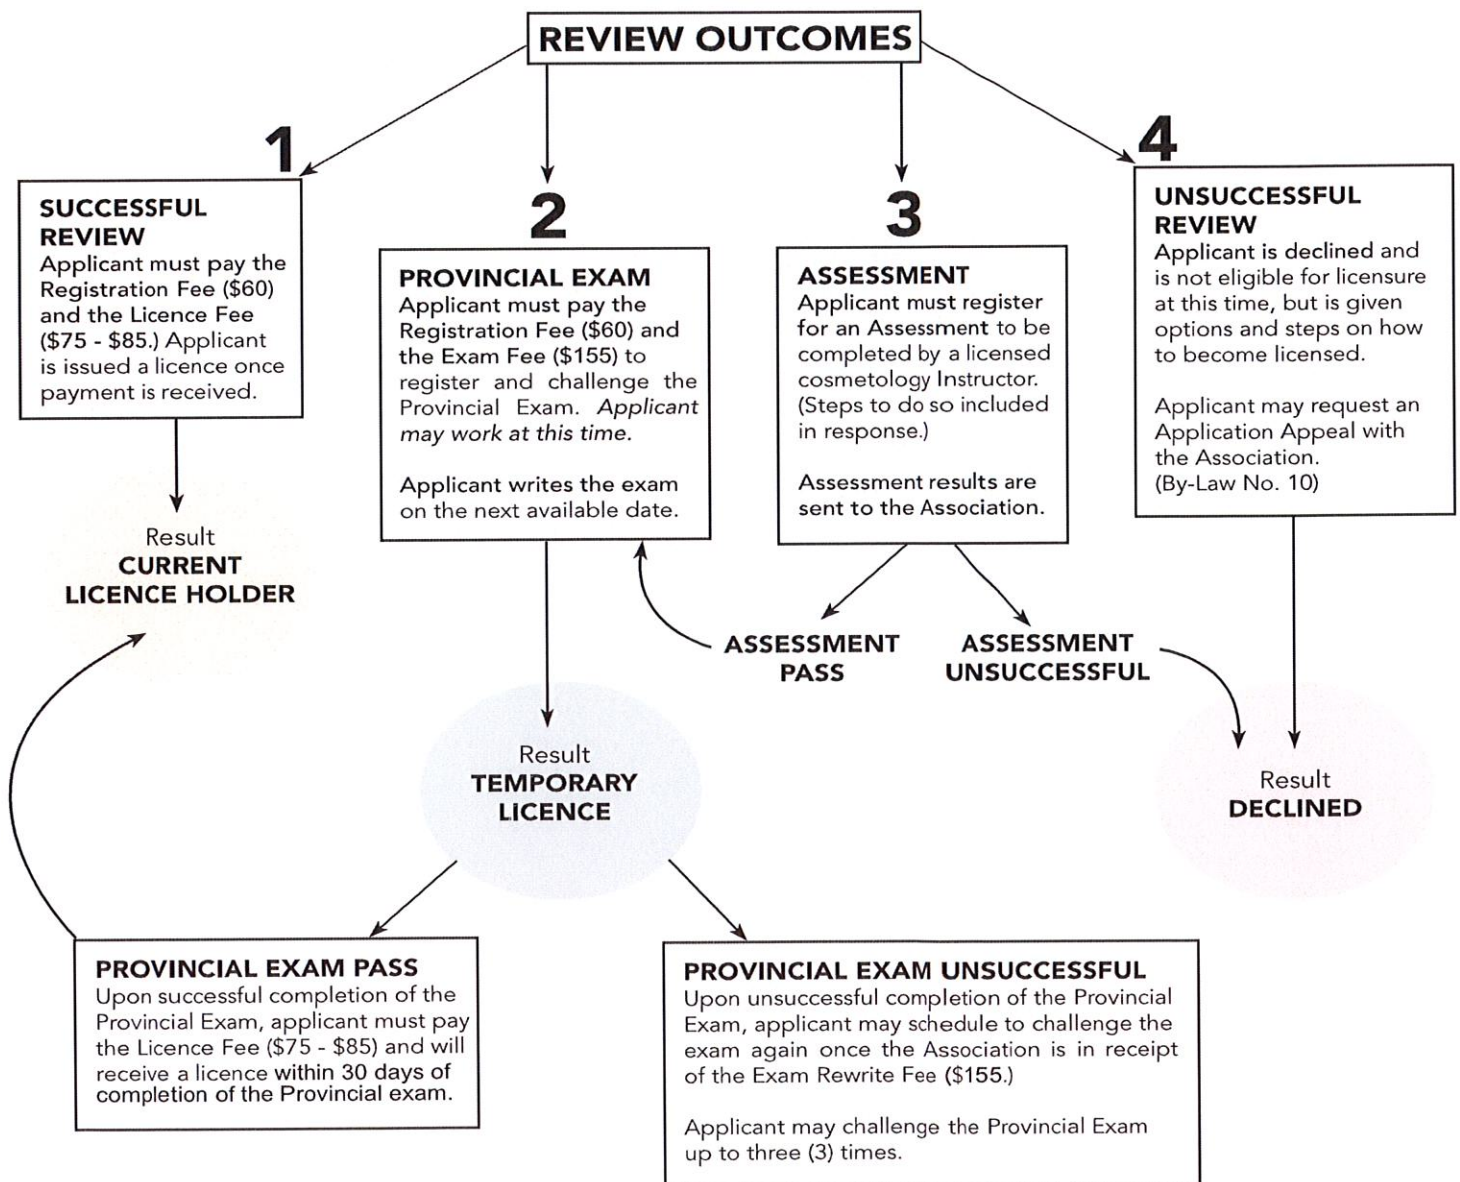 REVIEW OUTCOMES
1
SUCCESSFUL
REVIEW
Applicant must pay the
Registration Fee ($60)
and the Licence Fee
($75 - $85.) Applicant
is issued a licence once
payment is received.
Result
CURRENT
LICENCE HOLDER
2
PROVINCIAL EXAM
Applicant must pay the
Registration Fee ($60) and
the Exam Fee ($155) to
register and challenge the
Provincial Exam. Applicant
may work at this time.
Applicant writes the exam
on the next available date.
3
ASSESSMENT
Applicant must register
for an Assessment to be
completed by a licensed
cosmetology Instructor.
(Steps to do so included
in response.)
Assessment results are
sent to the Association.
4
UNSUCCESSFUL
REVIEW
Applicant is declined and
is not eligible for licensure
at this time, but is given
options and steps on how
to become licensed.
Applicant may request an
Application Appeal with
the Association.
(By-Law No. 10)
ASSESSMENT
PASS
ASSESSMENT
UNSUCCESSFUL
Result
TEMPORARY
LICENCE
Result
DECLINED
PROVINCIAL EXAM PASS
Upon successful completion of the
Provincial Exam, applicant must pay
the Licence Fee ($75 - $85) and will
receive a licence within 30 days of
completion of the Provincial exam.
PROVINCIAL EXAM UNSUCCESSFUL
Upon unsuccessful completion of the Provincial
Exam, applicant may schedule to challenge the
exam again once the Association is in receipt
of the Exam Rewrite Fee ($155.)
Applicant may challenge the Provincial Exam
up to three (3) times.